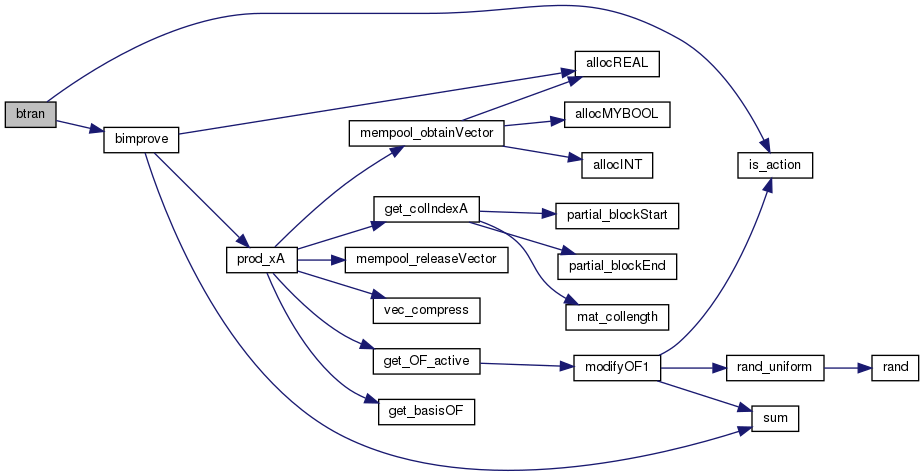 btran
bimprove
allocREAL
mempool_obtainVector
allocMYBOOL
allocINT
is_action
get_colIndexA
partial_blockStart
prod_xA
mempool_releaseVector
partial_blockEnd
vec_compress
mat_collength
get_OF_active
modifyOF1
rand_uniform
rand
get_basisOF
sum